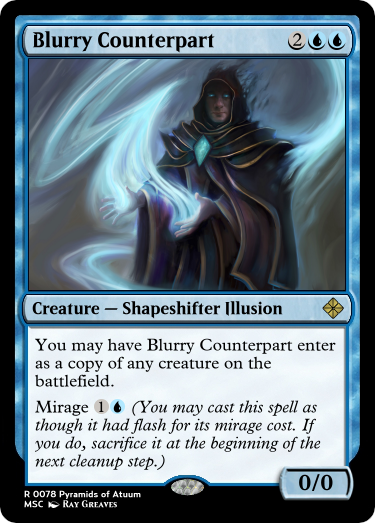 Blurry Counterpart 2
Creature — Shapeshifter Illusion
You may have Blurry Counterpart enter
as a copy of any creature on the
battlefield.
Mirage 1 (You may cast this spell as
though it had flash for its mirage cost. If
you do, sacrifice it at the beginning of the
next cleanup step.)
0/0
R 0078 Pyramids of Atuum
MSC Ray Greaves